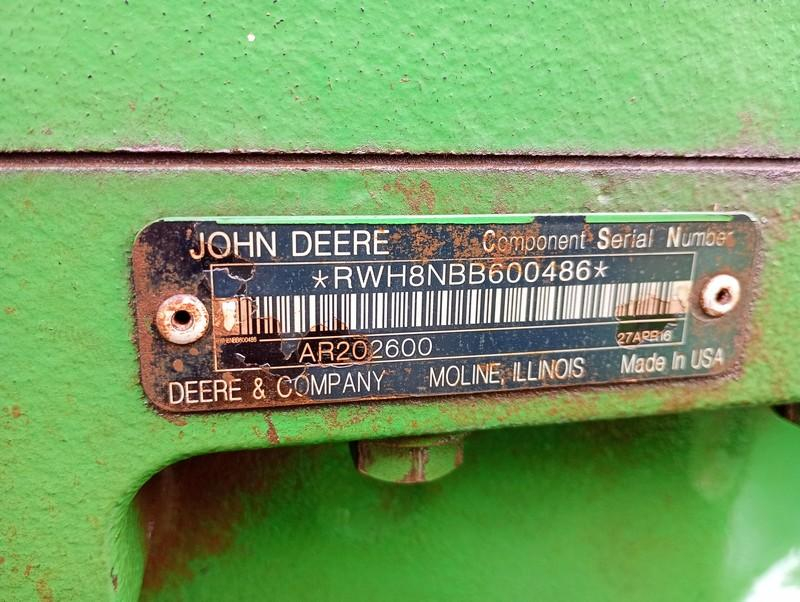 JOHN DEERE Component Serial Number
*RWH8NBB600486*
AR202600 27APR16
DEERE & COMPANY MOLINE, ILLINOIS Made In USA